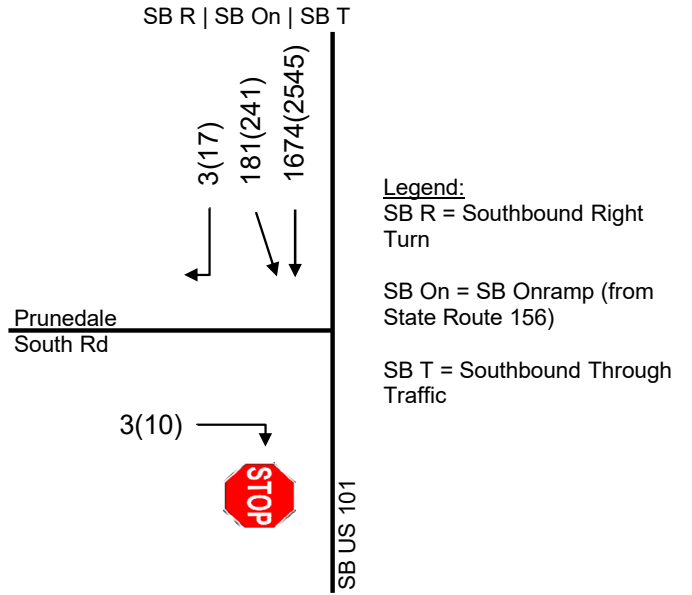 SB R | SB On | SB T
3(17)
181(241)
1674(2545)
Legend:
SB R = Southbound Right
Turn
SB On = SB Onramp (from
State Route 156)
SB T = Southbound Through
Traffic
Prunedale
South Rd
3(10)
STOP
SB US 101